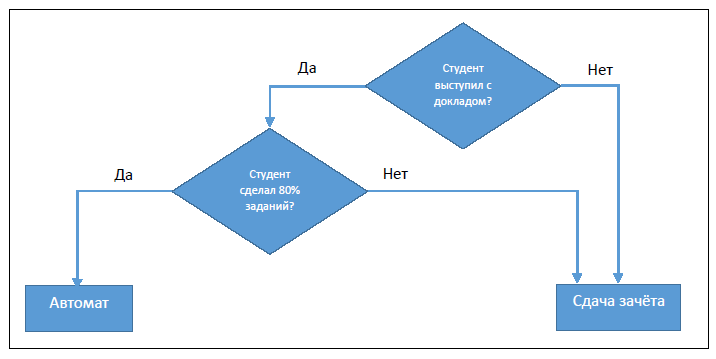 Студент
выступил с
докладом?
Да
Нет
Студент
сделал 80%
заданий?
Да
Нет
Автомат
Сдача зачёта